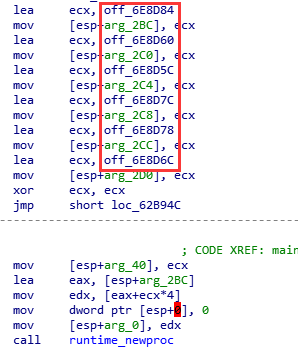 lea ecx, off_6E8D84
mov [esp+arg_2BC], ecx
lea ecx, off_6E8D60
mov [esp+arg_2C0], ecx
lea ecx, off_6E8D5C
mov [esp+arg_2C4], ecx
lea ecx, off_6E8D7C
mov [esp+arg_2C8], ecx
lea ecx, off_6E8D78
mov [esp+arg_2CC], ecx
lea ecx, off_6E8D6C
mov [esp+arg_2D0], ecx
xor ecx, ecx
jmp short loc_62B94C
; CODE XREF: main
mov [esp+arg_40], ecx
lea eax, [esp+arg_2BC]
mov edx, [eax+ecx*4]
mov dword ptr [esp+0], 0
mov [esp+arg_0], edx
call runtime_newproc